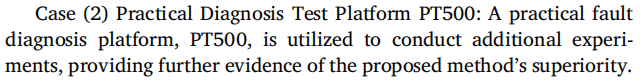 Case (2) Practical Diagnosis Test Platform PT500: A practical fault
diagnosis platform, PT500, is utilized to conduct additional experi-
ments, providing further evidence of the proposed method's superiority.